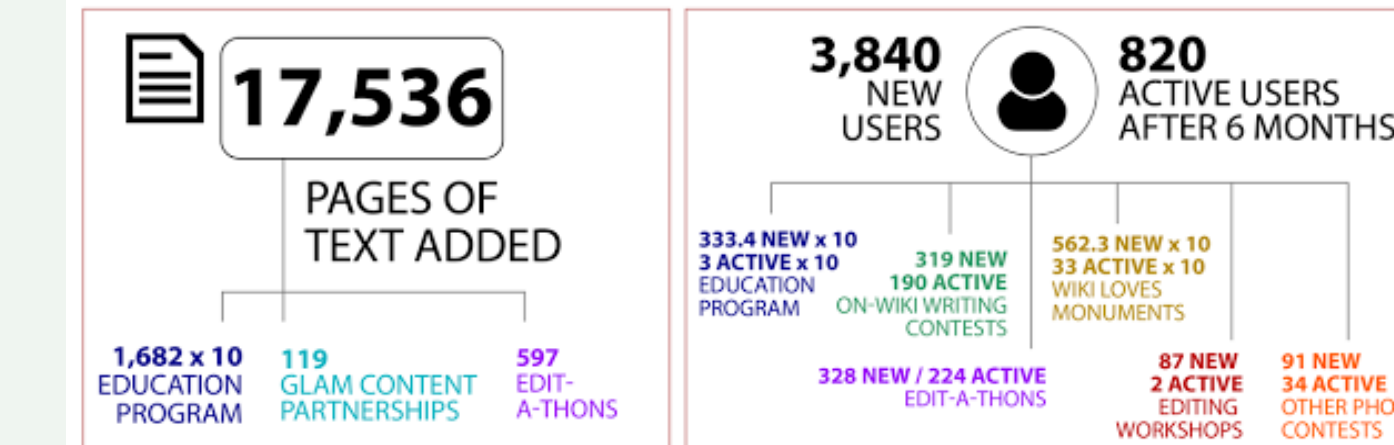 17,536
PAGES OF
TEXT ADDED
1,682 x 10
EDUCATION
PROGRAM
119
GLAM CONTENT
PARTNERSHIPS
597
EDIT-
A-THONS
3,840
NEW
USERS
820
ACTIVE USERS
AFTER 6 MONTHS
333.4 NEW x 10
3 ACTIVE x 10
EDUCATION
PROGRAM
319 NEW
190 ACTIVE
ON-WIKI WRITING
CONTESTS
562.3 NEW x 10
33 ACTIVE x 10
WIKI LOVES
MONUMENTS
328 NEW / 224 ACTIVE
EDIT-A-THONS
87 NEW
2 ACTIVE
EDITING
WORKSHOPS
91 NEW
34 ACTIVE
OTHER PHO
CONTESTS